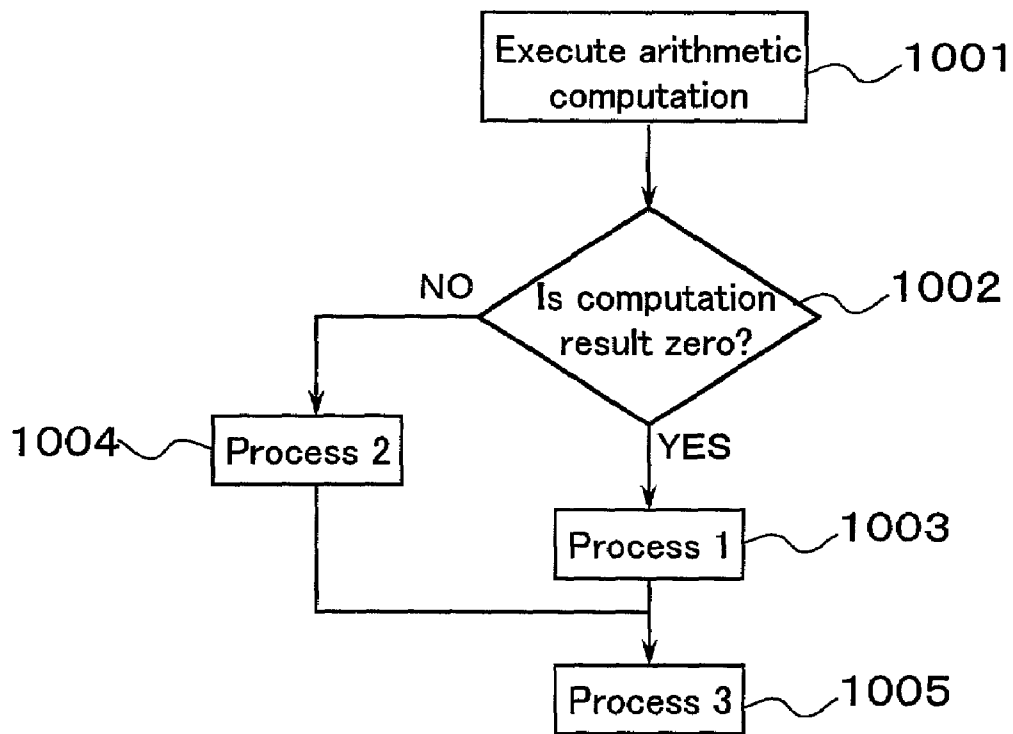 Execute arithmetic
computation
1001
Is computation
result zero?
1002
NO
YES
1004
Process 2
Process 1
1003
Process 3
1005